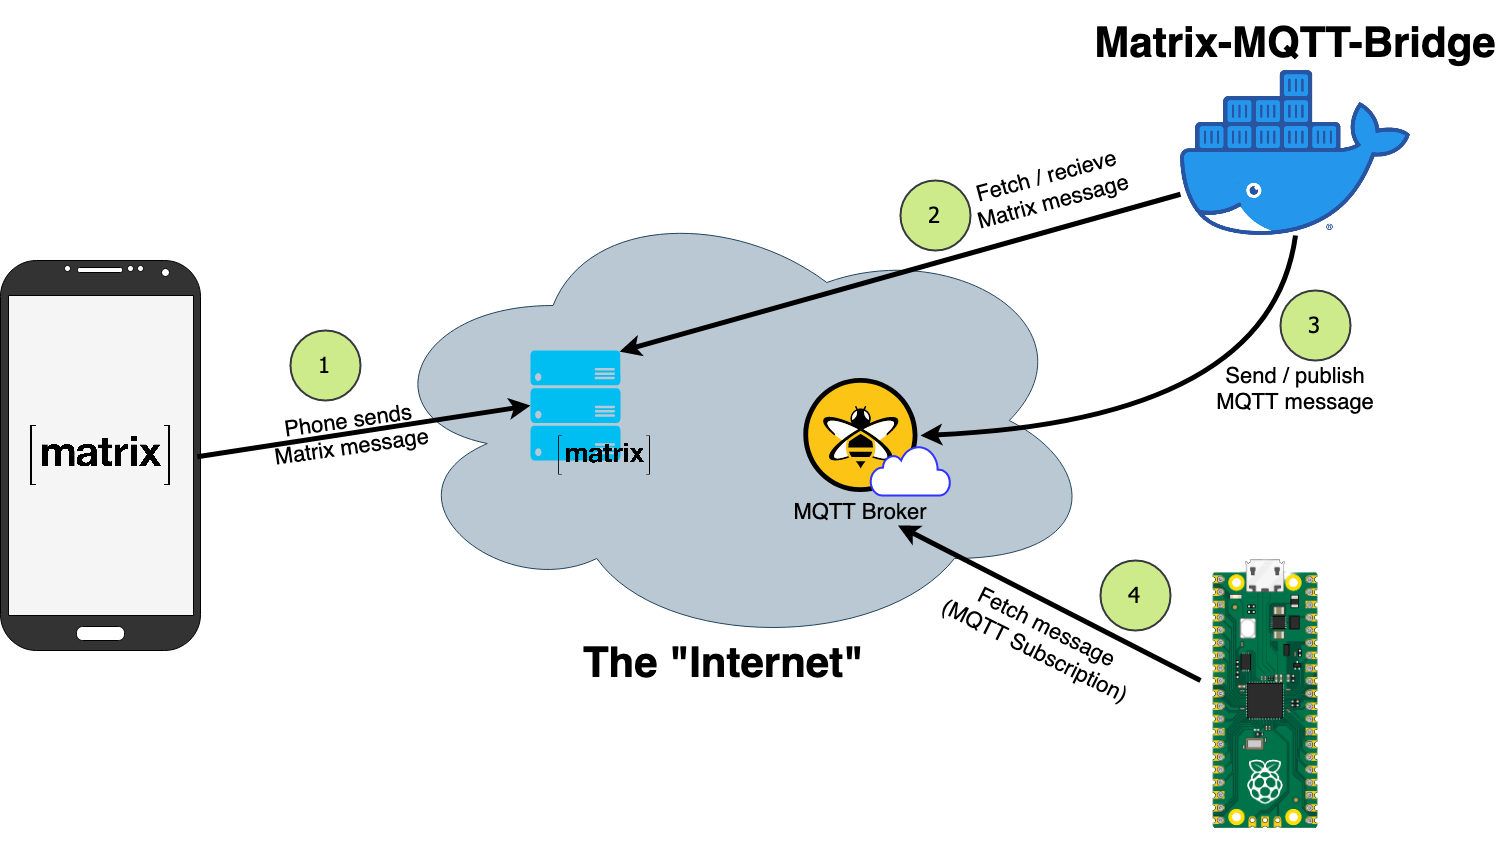 Matrix-MQTT-Bridge
2
Fetch / recieve
Matrix message
®
3
Send / publish
MQTT message
1
Phone sends
Matrix message
[matrix]
[matrix]
MQTT Broker
4
Fetch message
(MQTT Subscription)
The "Internet"